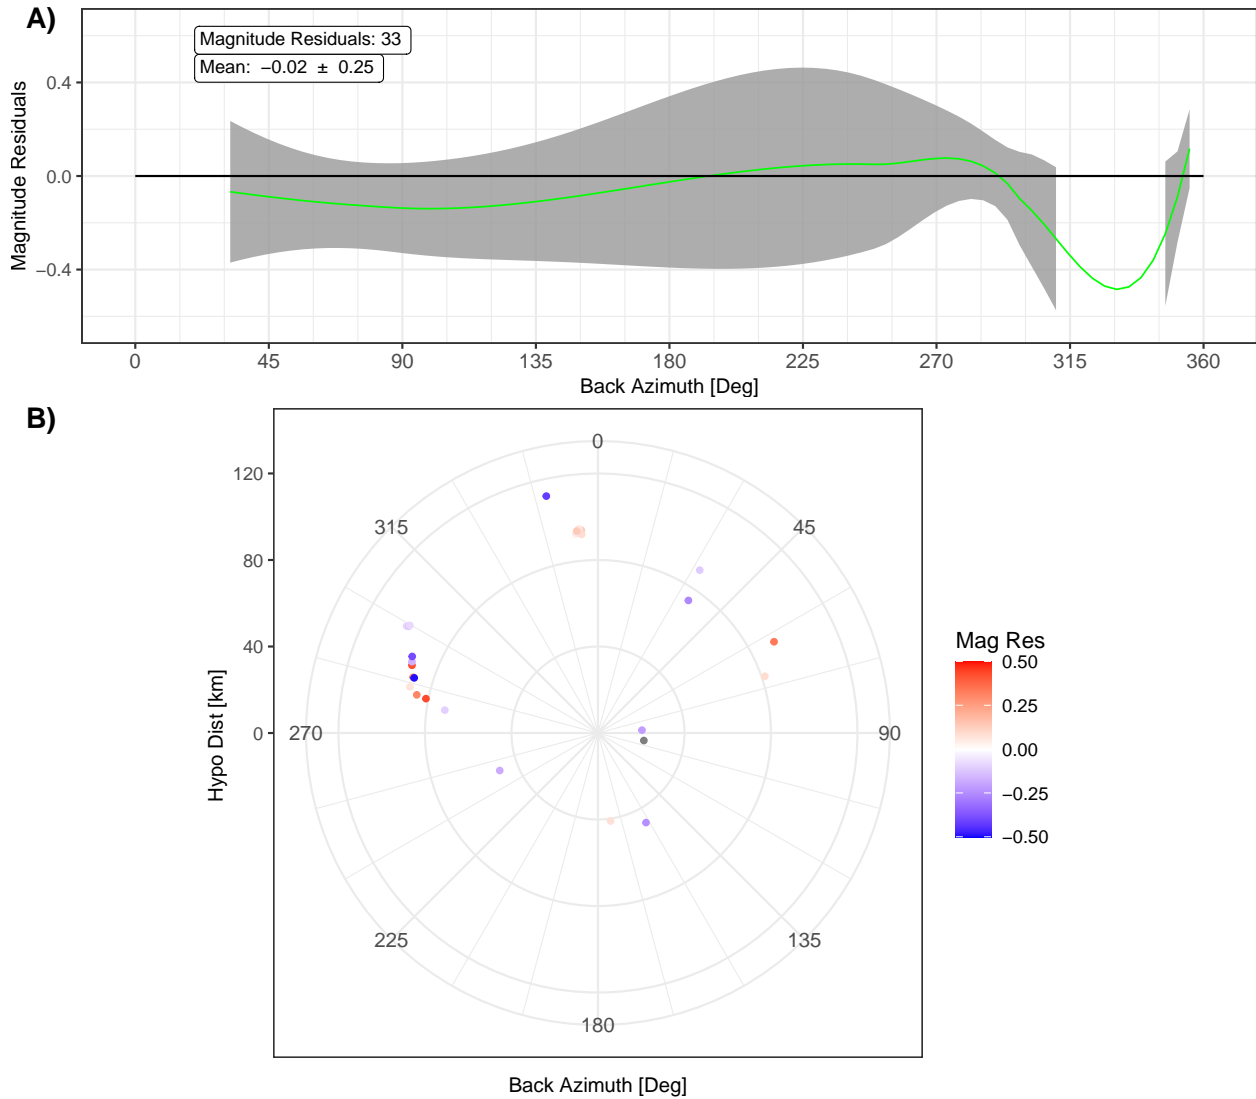 A)
Magnitude Residuals: 33
Mean: −0.02 ± 0.25
Magnitude Residuals
0.4
0.0
−0.4
0 45 90 135 180 225 270 315 360
Back Azimuth [Deg]
B)
Hypo Dist [km]
120
80
40
0
0
45
90
135
180
225
270
315
Back Azimuth [Deg]
Mag Res
0.50
0.25
0.00
−0.25
−0.50